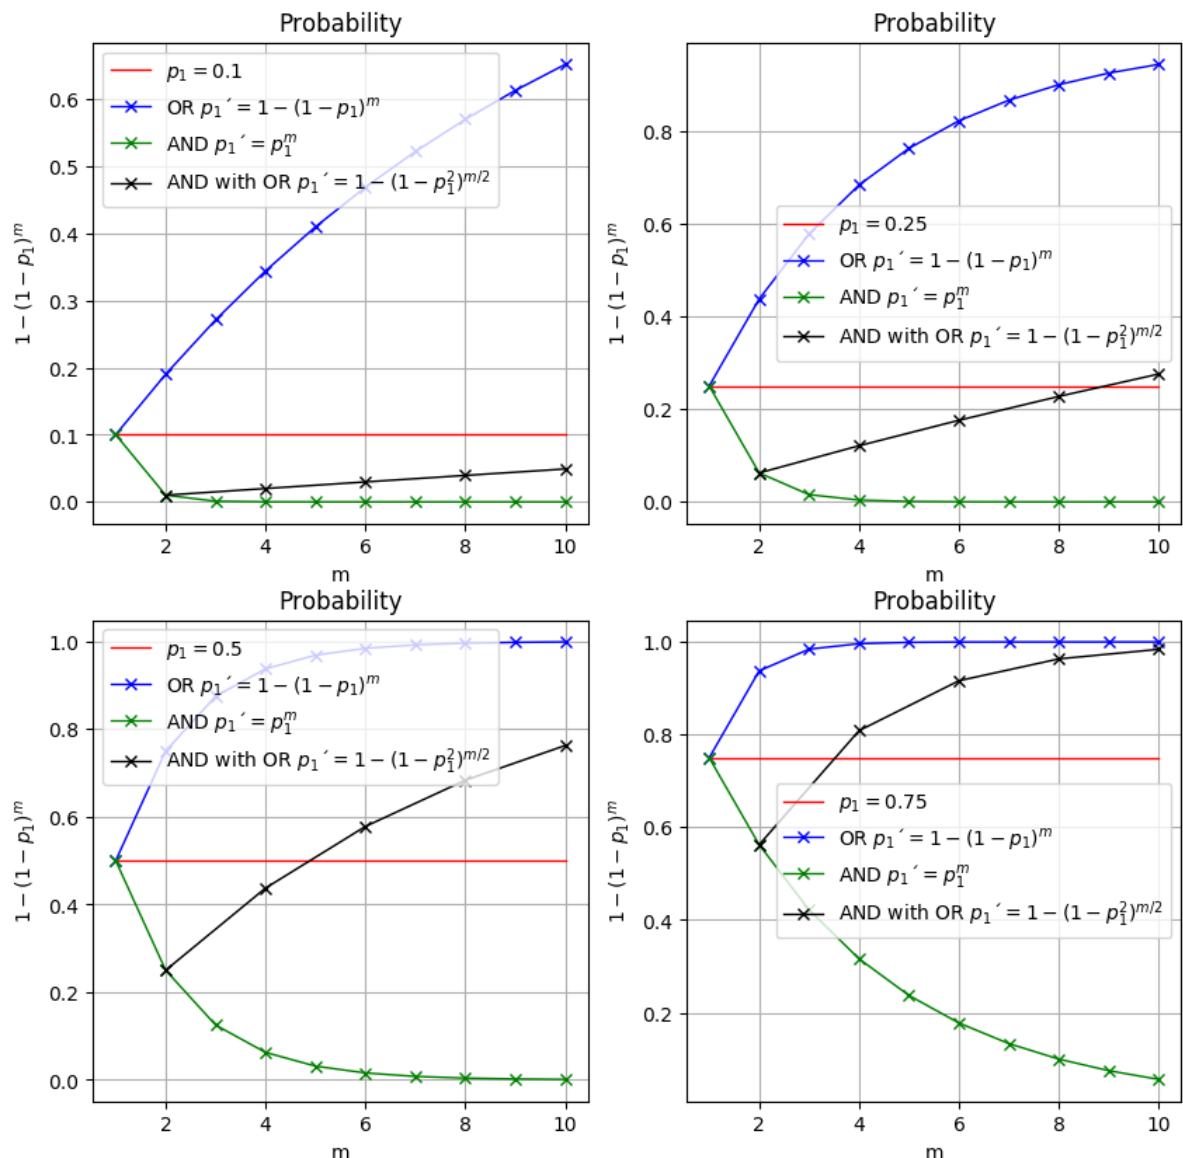 Probability
1 − (1 − p₁)ᵐ
p₁ = 0.1
OR p₁´ = 1 − (1 − p₁)ᵐ
AND p₁´ = p₁ᵐ
AND with OR p₁´ = 1 − (1 − p₁²)ᵐᐟ²
0.6
0.5
0.4
0.3
0.2
0.1
0.0
2 4 6 8 10
m
Probability
1 − (1 − p₁)ᵐ
p₁ = 0.25
OR p₁´ = 1 − (1 − p₁)ᵐ
AND p₁´ = p₁ᵐ
AND with OR p₁´ = 1 − (1 − p₁²)ᵐᐟ²
0.8
0.6
0.4
0.2
0.0
2 4 6 8 10
m
Probability
1 − (1 − p₁)ᵐ
p₁ = 0.5
OR p₁´ = 1 − (1 − p₁)ᵐ
AND p₁´ = p₁ᵐ
AND with OR p₁´ = 1 − (1 − p₁²)ᵐᐟ²
1.0
0.8
0.6
0.4
0.2
0.0
2 4 6 8 10
m
Probability
1 − (1 − p₁)ᵐ
p₁ = 0.75
OR p₁´ = 1 − (1 − p₁)ᵐ
AND p₁´ = p₁ᵐ
AND with OR p₁´ = 1 − (1 − p₁²)ᵐᐟ²
1.0
0.8
0.6
0.4
0.2
2 4 6 8 10
m